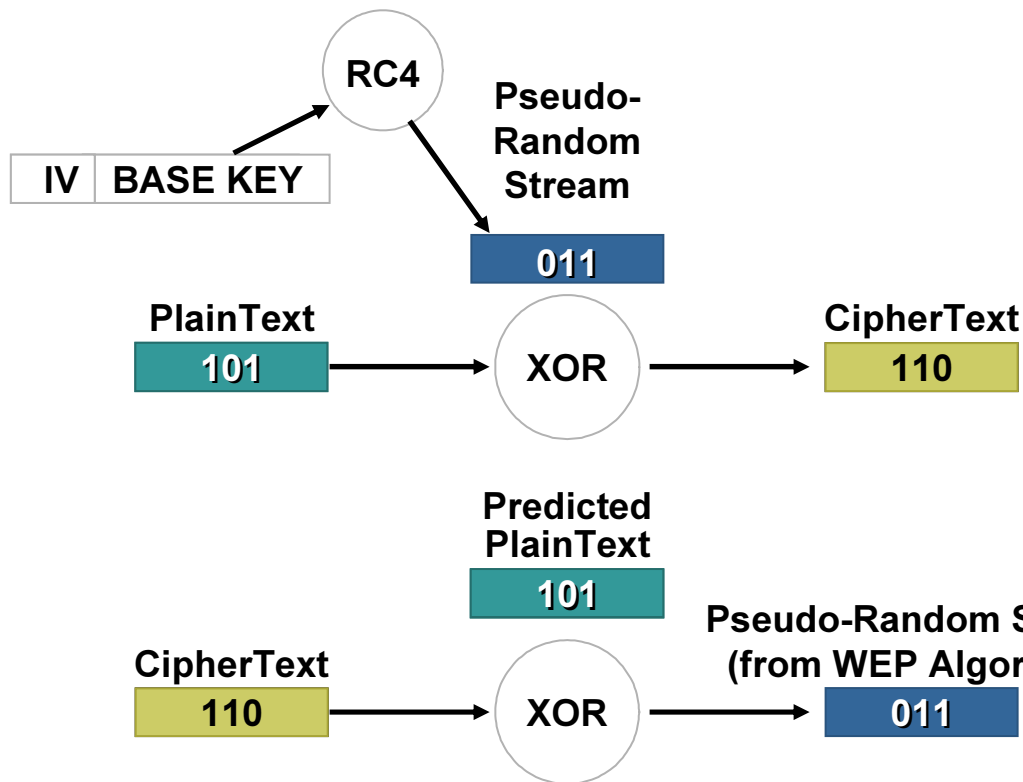 RC4
Pseudo-
Random
Stream
IV BASE KEY
011
PlainText
CipherText
101
XOR
110
Predicted
PlainText
101
Pseudo-Random S
CipherText
(from WEP Algor
110
XOR
011